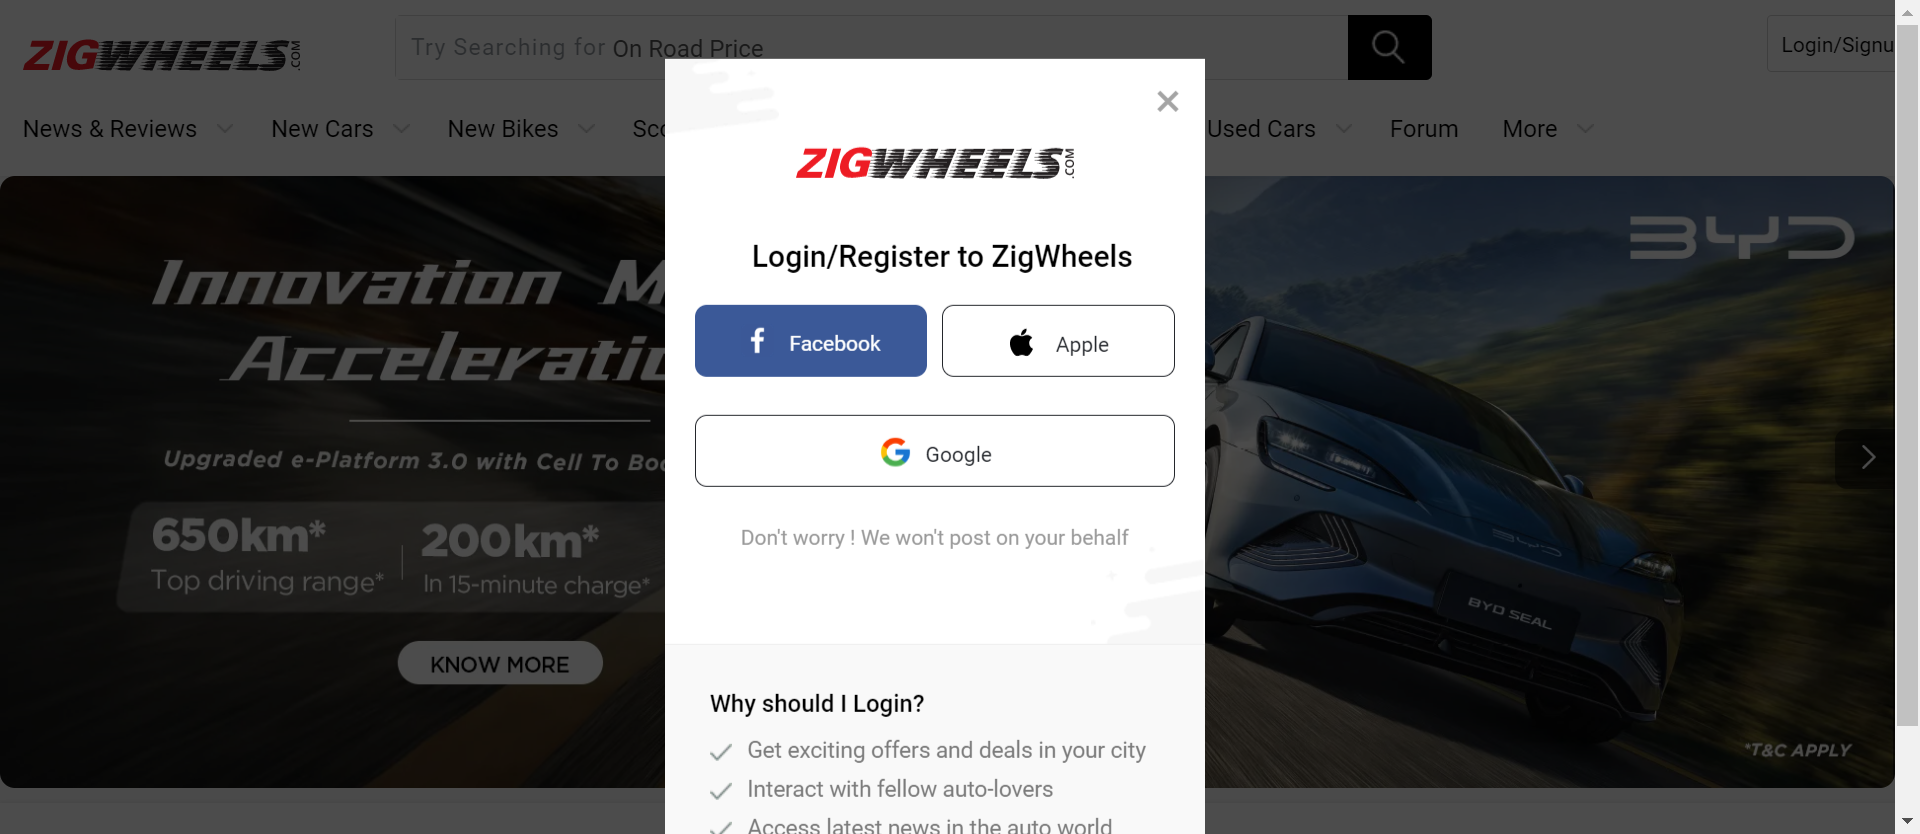 ZIGWHEELS.COM
Try Searching for On Road Price
Login/Signu
News & Reviews
New Cars
New Bikes
Sco
Used Cars
Forum
More
ZIGWHEELS.COM
Login/Register to ZigWheels
Facebook
Apple
Google
Don't worry ! We won't post on your behalf
Why should I Login?
Get exciting offers and deals in your city
Interact with fellow auto-lovers
Access latest news in the auto world
Innovation M
Acceleratio
Upgraded e-Platform 3.0 with Cell To Bod
650km*
Top driving range*
200km*
In 15-minute charge*
KNOW MORE
BYD
BYD
BYD SEAL
*T&C APPLY